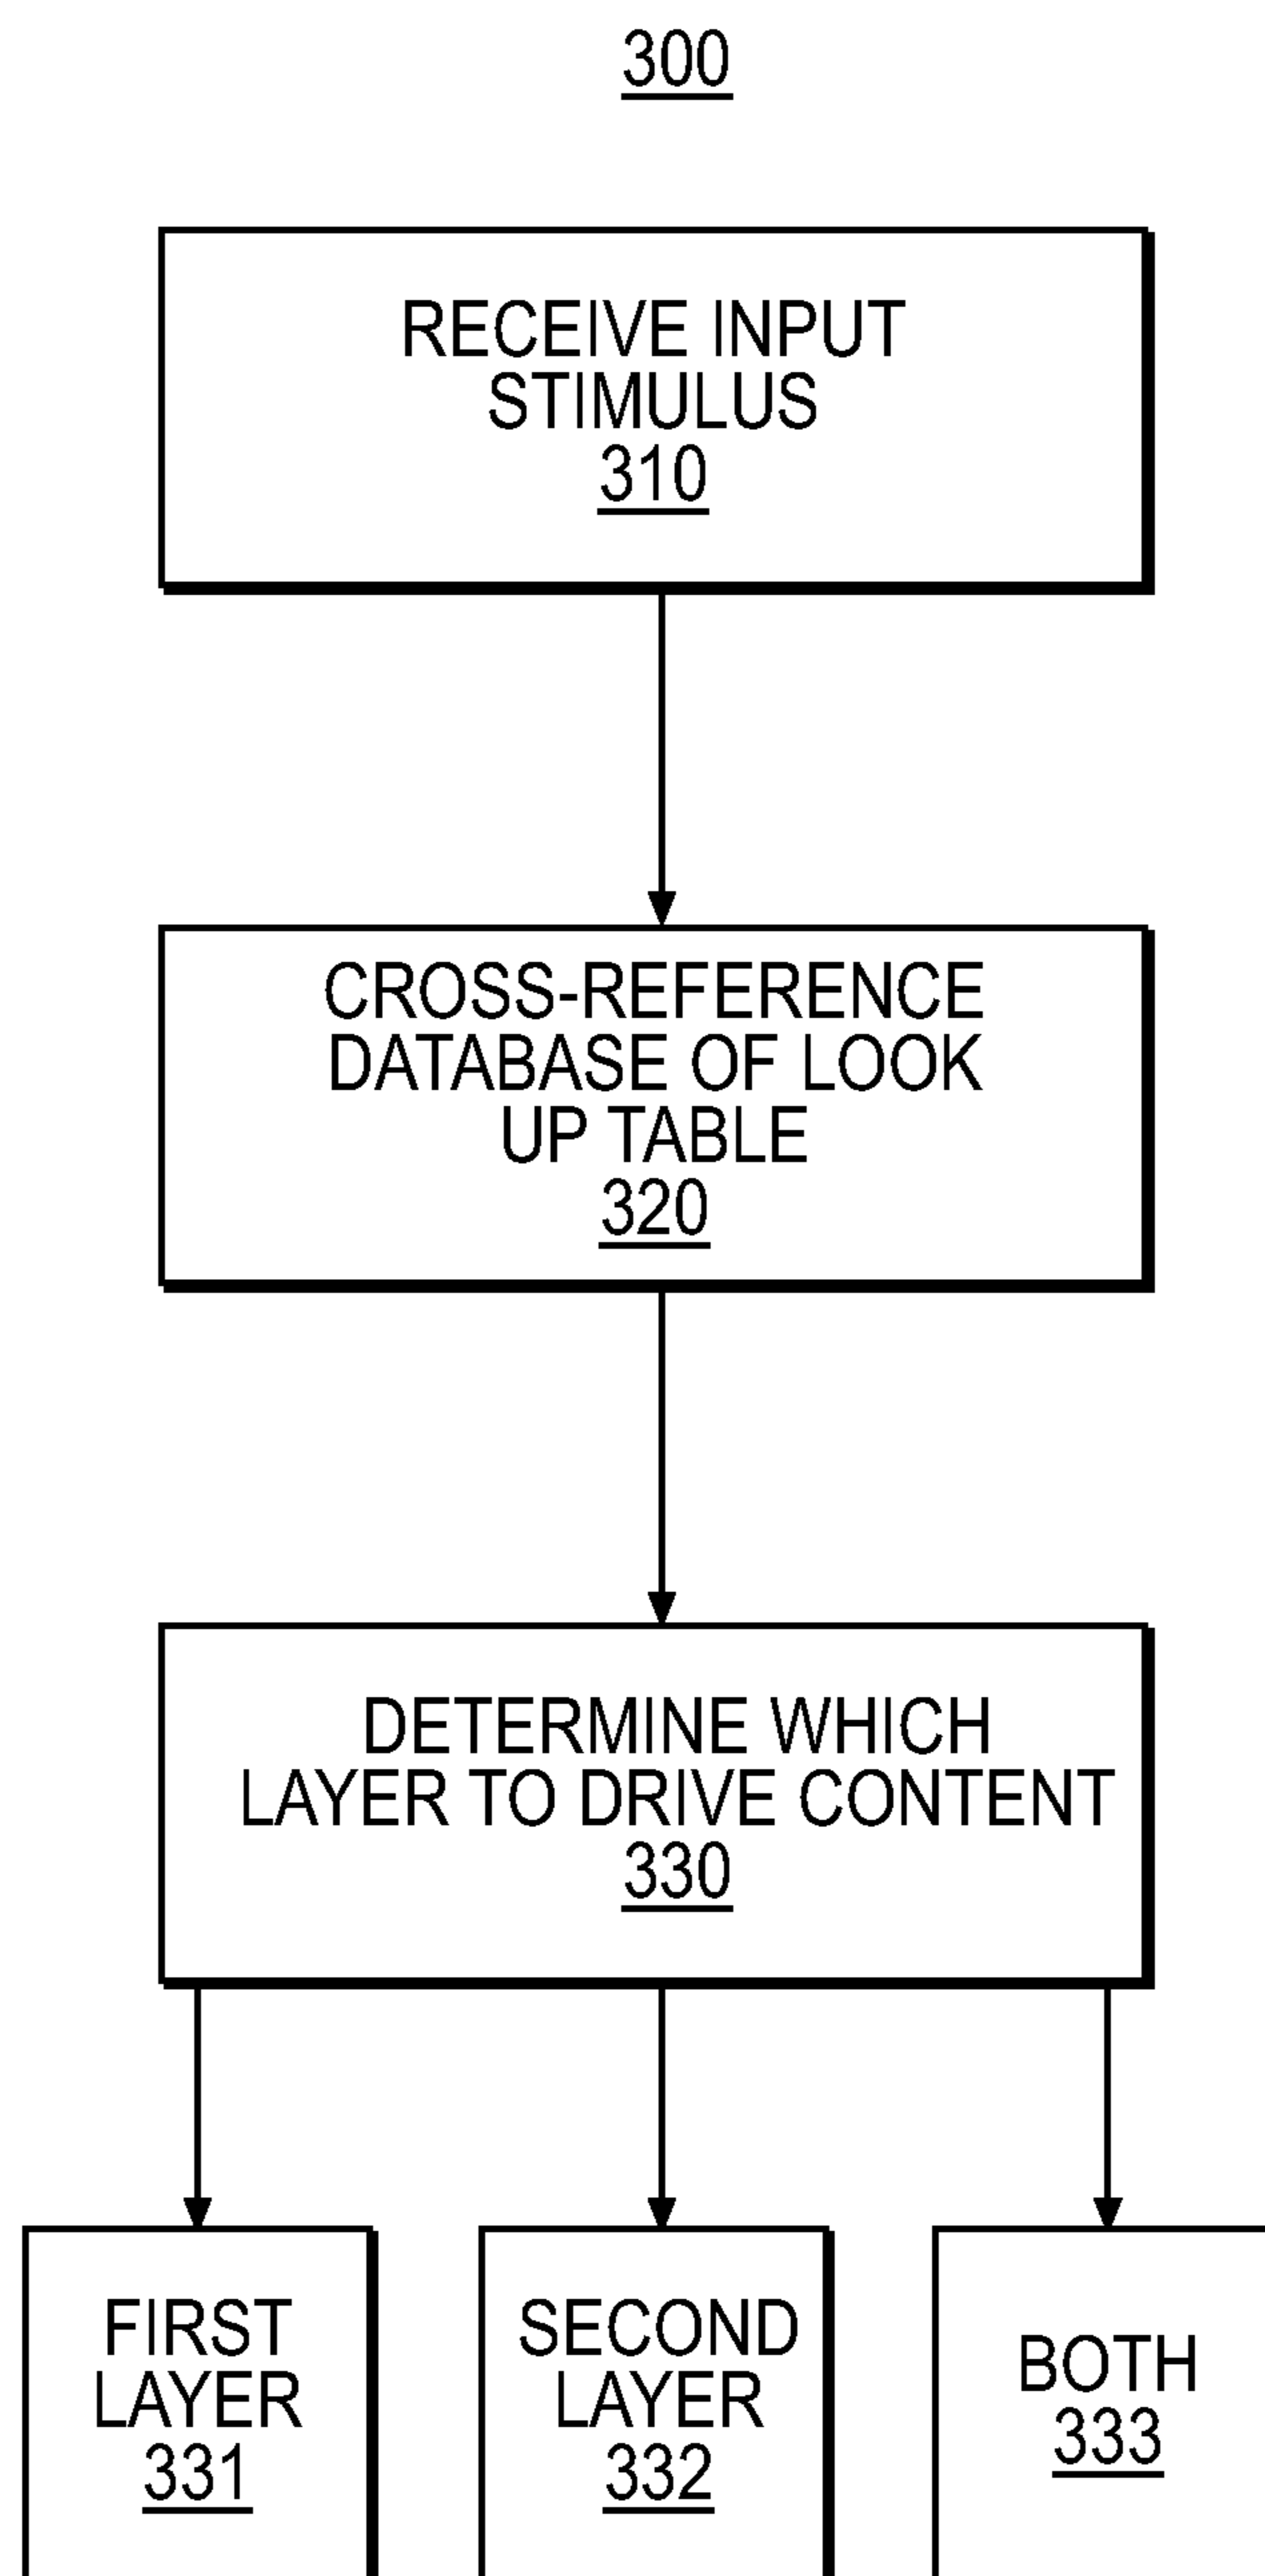 300
RECEIVE INPUT
STIMULUS
310
CROSS-REFERENCE
DATABASE OF LOOK
UP TABLE
320
DETERMINE WHICH
LAYER TO DRIVE CONTENT
330
FIRST
LAYER
331
SECOND
LAYER
332
BOTH
333